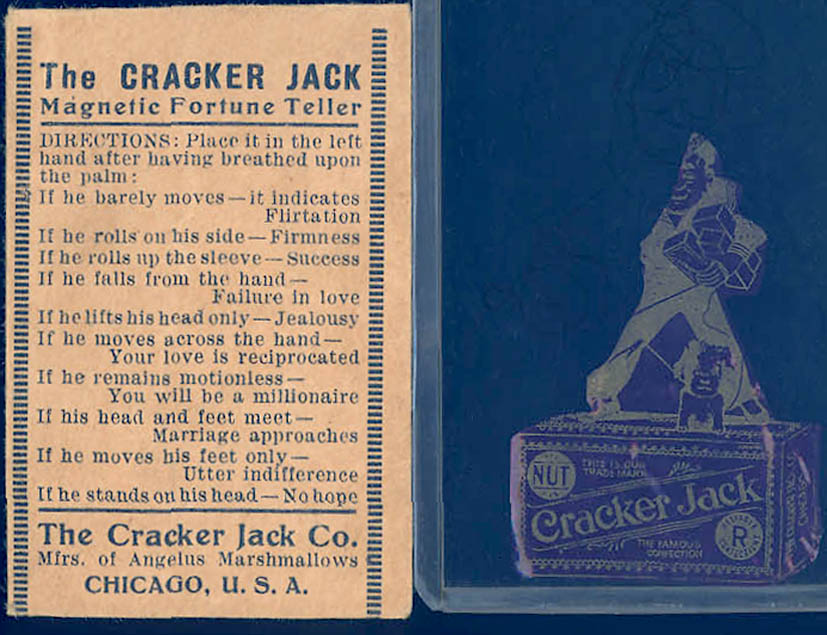 The CRACKER JACK
Magnetic Fortune Teller
DIRECTIONS: Place it in the left
hand after having breathed upon
the palm:
If he barely moves — it indicates
Flirtation
If he rolls on his side — Firmness
If he rolls up the sleeve — Success
If he falls from the hand —
Failure in love
If he lifts his head only — Jealousy
If he moves across the hand —
Your love is reciprocated
If he remains motionless —
You will be a millionaire
If his head and feet meet —
Marriage approaches
If he moves his feet only —
Utter indifference
If he stands on his head — No hope
The Cracker Jack Co.
Mfrs. of Angelus Marshmallows
CHICAGO, U. S. A.
NUT
THIS IS OUR
TRADE MARK
Cracker Jack
THE FAMOUS
CONFECTION
R